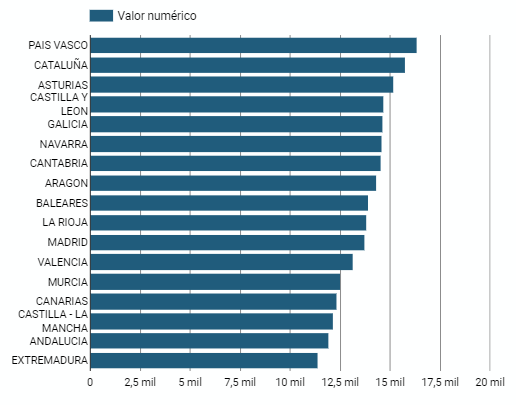 Valor numérico
PAIS VASCO
CATALUÑA
ASTURIAS
CASTILLA Y
LEON
GALICIA
NAVARRA
CANTABRIA
ARAGON
BALEARES
LA RIOJA
MADRID
VALENCIA
MURCIA
CANARIAS
CASTILLA - LA
MANCHA
ANDALUCIA
EXTREMADURA
0 2,5 mil 5 mil 7,5 mil 10 mil 12,5 mil 15 mil 17,5 mil 20 mil